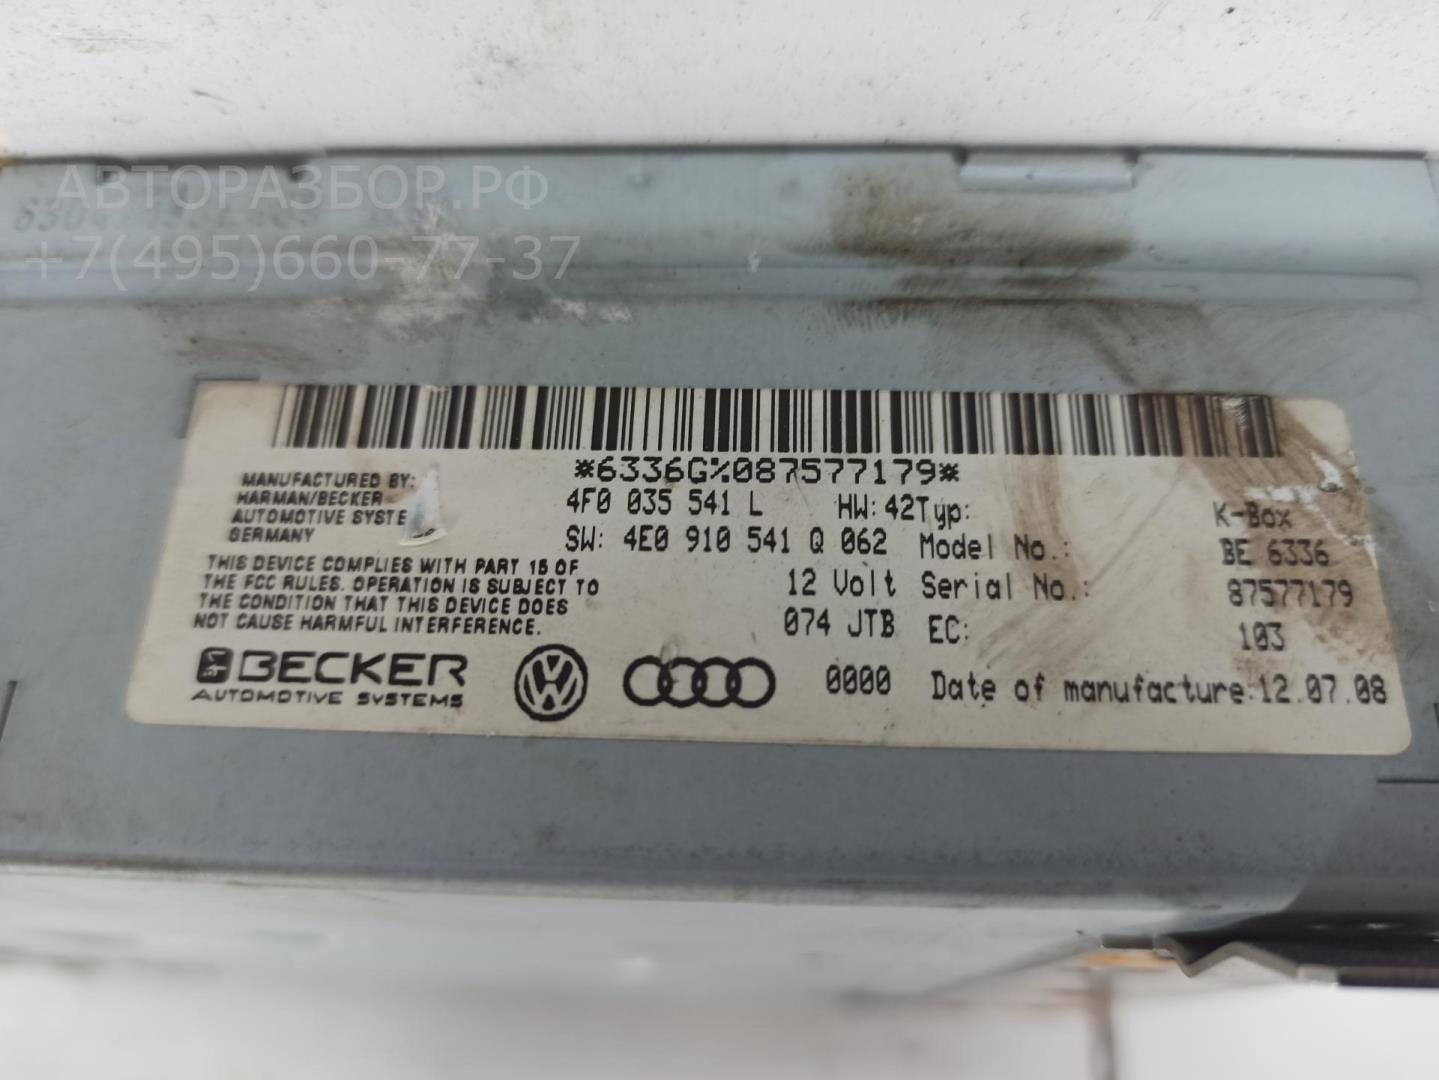 АВТОРАЗБОР.РФ
+7(495)660-77-37
*6336G%087577179*
MANUFACTURED BY:
HARMAN/BECKER
AUTOMOTIVE SYSTE
GERMANY
4F0 035 541 L HW: 42 Typ: K-Box
SW: 4E0 910 541 Q 062 Model No.: BE 6336
12 Volt Serial No.: 87577179
074 JTB EC: 103
0000 Date of manufacture: 12.07.08
THIS DEVICE COMPLIES WITH PART 15 OF
THE FCC RULES. OPERATION IS SUBJECT TO
THE CONDITION THAT THIS DEVICE DOES
NOT CAUSE HARMFUL INTERFERENCE.
BECKER
AUTOMOTIVE SYSTEMS